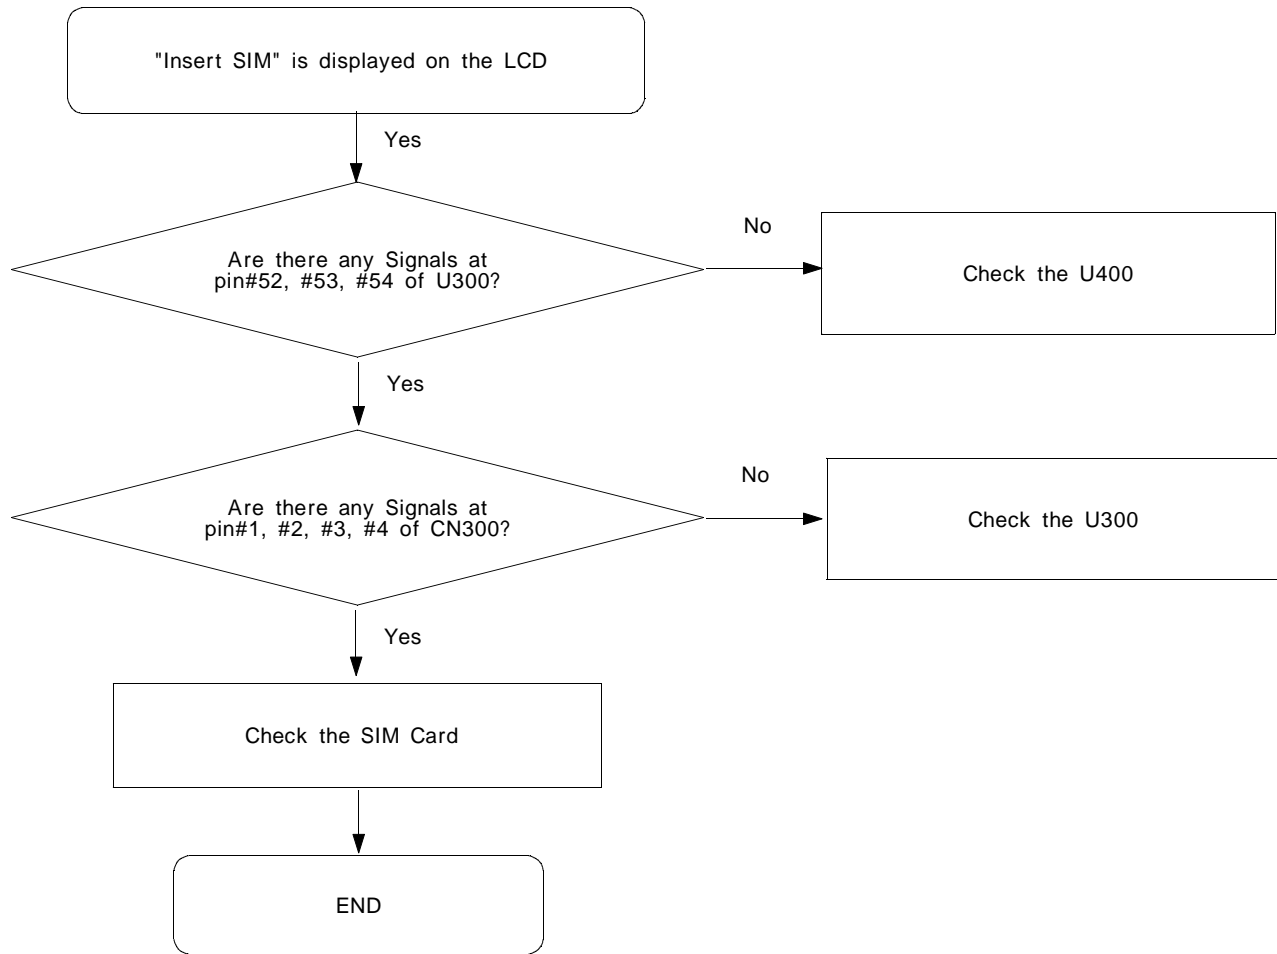 "Insert SIM" is displayed on the LCD
Yes
Are there any Signals at
pin#52, #53, #54 of U300?
No
Check the U400
Yes
Are there any Signals at
pin#1, #2, #3, #4 of CN300?
No
Check the U300
Yes
Check the SIM Card
END